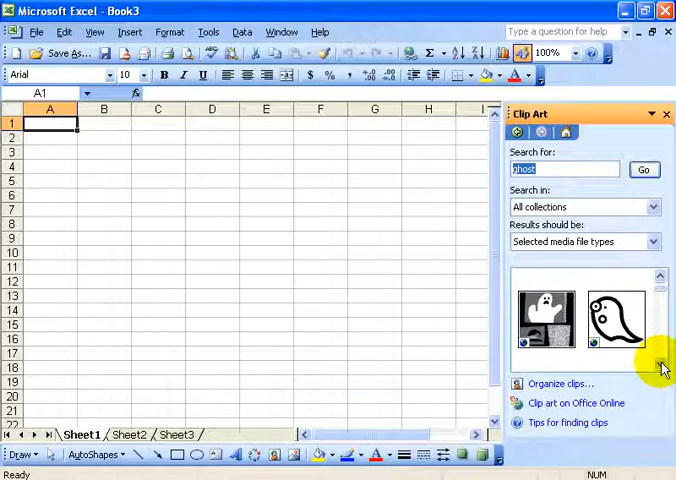 Microsoft Excel - Book3
File Edit View Insert Format Tools Data Window Help
Type a question for help
Save As... Σ 100%
Arial 10 B I U $ % ,
A1 fx
A B C D E F G H I
1
2
3
4
5
6
7
8
9
10
11
12
13
14
15
16
17
18
19
20
21
22
Clip Art
Search for:
ghost Go
Search in:
All collections
Results should be:
Selected media file types
Organize clips...
Clip art on Office Online
Tips for finding clips
Sheet1 Sheet2 Sheet3
Draw AutoShapes
Ready NUM